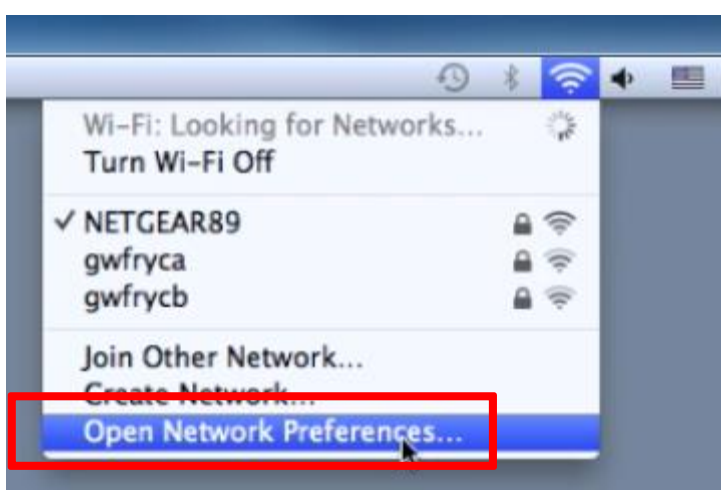 Wi-Fi: Looking for Networks...
Turn Wi-Fi Off
NETGEAR89
gwfryca
gwfrycb
Join Other Network...
Create Network...
Open Network Preferences...